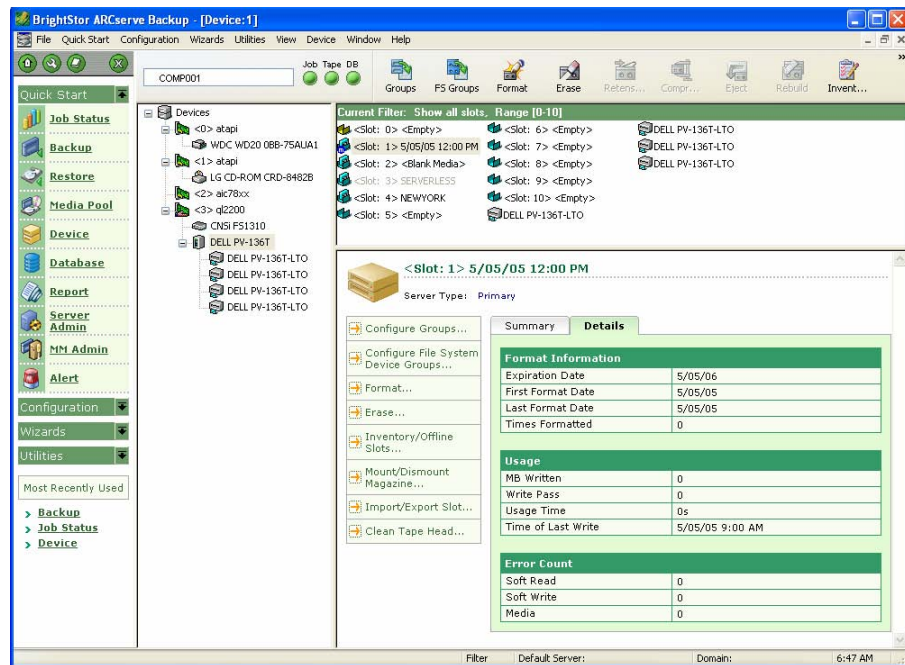 BrightStor ARCserve Backup - [Device:1]
File Quick Start Configuration Wizards Utilities View Device Window Help
COMP001
Job Tape DB
Groups FS Groups Format Erase Retens... Compr... Eject Rebuild Invent...
Quick Start
Job Status
Backup
Restore
Media Pool
Device
Database
Report
Server Admin
MM Admin
Alert
Configuration
Wizards
Utilities
Most Recently Used
Backup
Job Status
Device
Devices
<0> atapi
WDC WD20 0BB-75AUA1
<1> atapi
LG CD-ROM CRD-8482B
<2> aic78xx
<3> ql2200
CNSi FS1310
DELL PV-136T
DELL PV-136T-LTO
DELL PV-136T-LTO
DELL PV-136T-LTO
DELL PV-136T-LTO
Current Filter: Show all slots, Range [0-10]
<Slot: 0> <Empty>
<Slot: 1> 5/05/05 12:00 PM
<Slot: 2> <Blank Media>
<Slot: 3> SERVERLESS
<Slot: 4> NEWYORK
<Slot: 5> <Empty>
<Slot: 6> <Empty>
<Slot: 7> <Empty>
<Slot: 8> <Empty>
<Slot: 9> <Empty>
<Slot: 10> <Empty>
DELL PV-136T-LTO
DELL PV-136T-LTO
DELL PV-136T-LTO
DELL PV-136T-LTO
<Slot: 1> 5/05/05 12:00 PM
Server Type: Primary
Configure Groups...
Configure File System
Device Groups...
Format...
Erase...
Inventory/Offline
Slots...
Mount/Dismount
Magazine...
Import/Export Slot...
Clean Tape Head...
Summary Details
Format Information
Expiration Date 5/05/06
First Format Date 5/05/05
Last Format Date 5/05/05
Times Formatted 0
Usage
MB Written 0
Write Pass 0
Usage Time 0s
Time of Last Write 5/05/05 9:00 AM
Error Count
Soft Read 0
Soft Write 0
Media 0
Filter Default Server: Domain: 6:47 AM